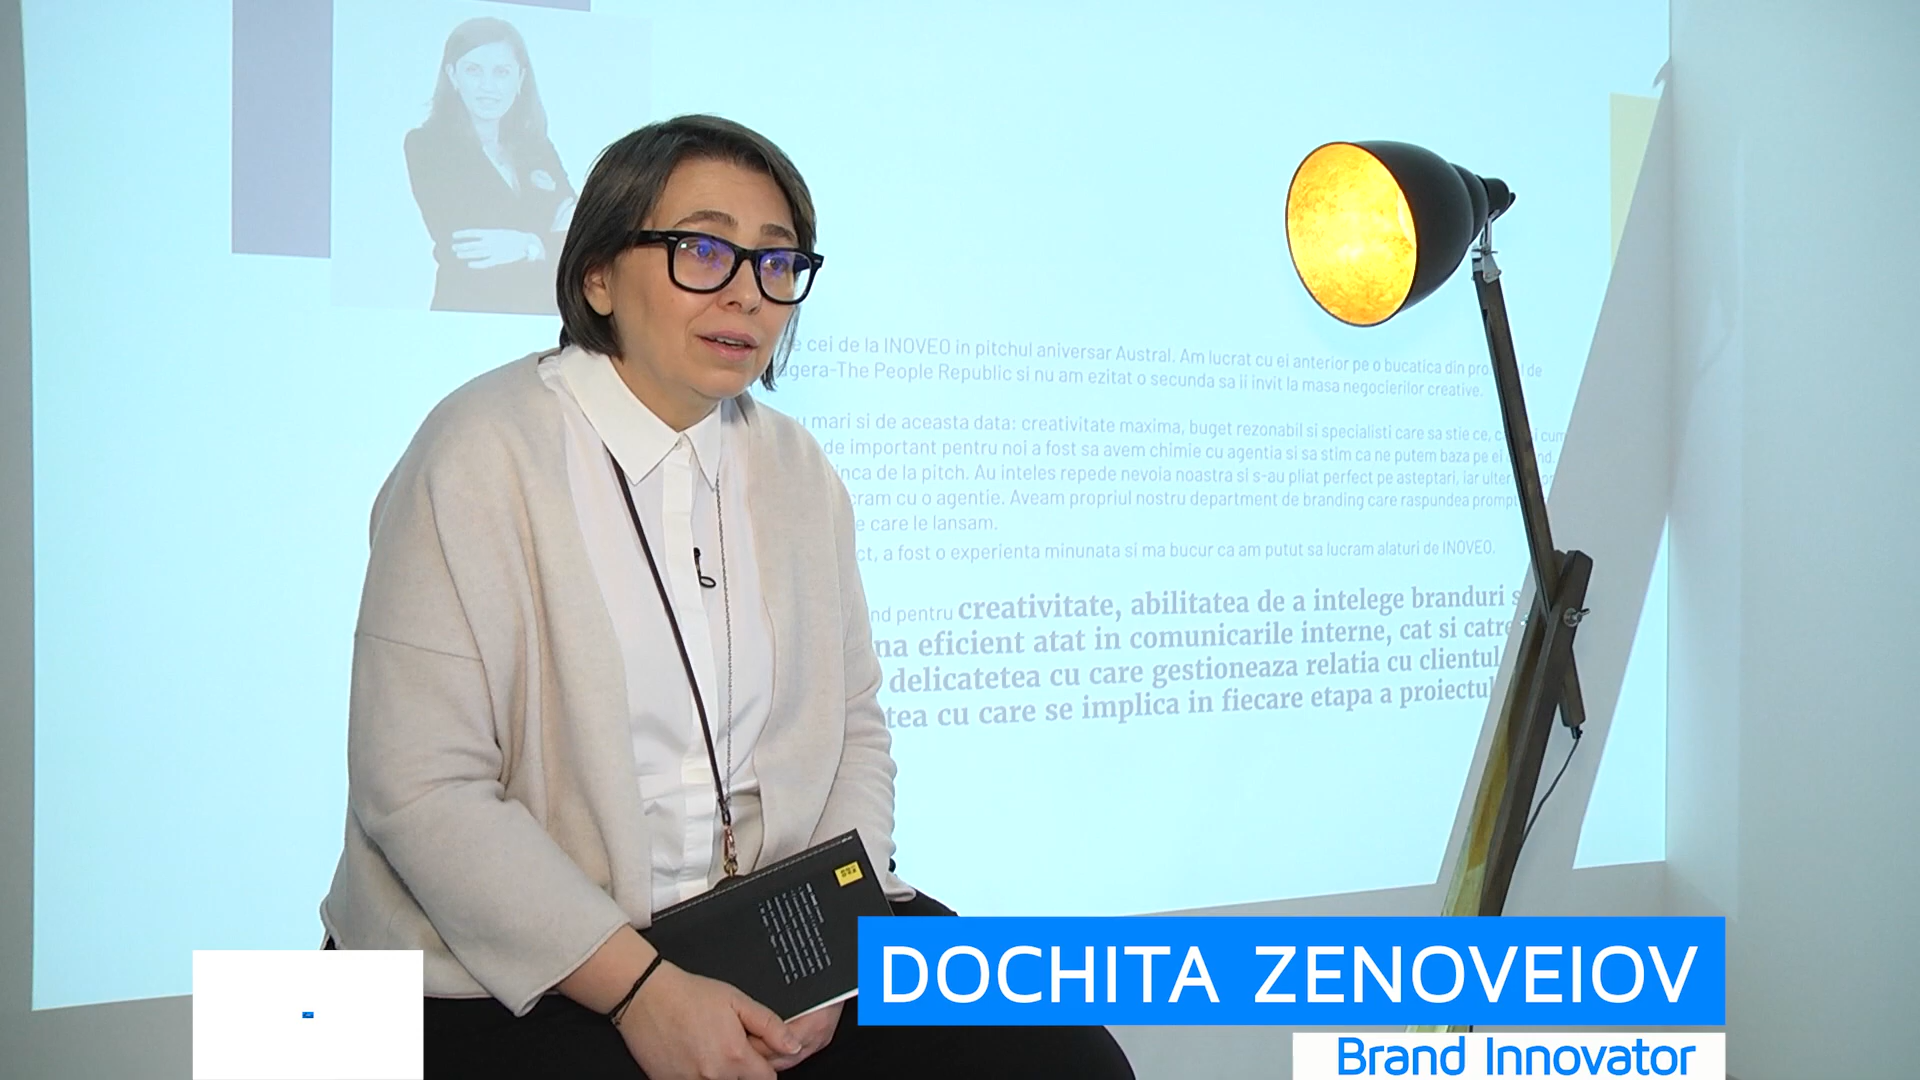 cei de la INOVEO in pitchul aniversar Austral. Am lucrat cu ei anterior pe o bucatica din de
agera-The People Republic si nu am ezitat o secunda sa ii invit la masa negocierilor creative.
mari si de aceasta data: creativitate maxima, buget rezonabil si specialisti care sa stie ce, cum
de important pentru noi a fost sa avem chimie cu agentia si sa stim ca ne putem baza pe ei
inca de la pitch. Au inteles repede nevoia noastra si s-au pliat perfect pe asteptari, iar
cram cu o agentie. Aveam propriul nostru department de branding care raspundea
e care le lansam.
ct, a fost o experienta minunata si ma bucur ca am putut sa lucram alaturi de INOVEO.
nd pentru creativitate, abilitatea de a intelege branduri s
na eficient atat in comunicarile interne, cat si catre
delicatetea cu care gestioneaza relatia cu clientul
tea cu care se implica in fiecare etapa a
DOCHITA ZENOVEIOV
Brand Innovator